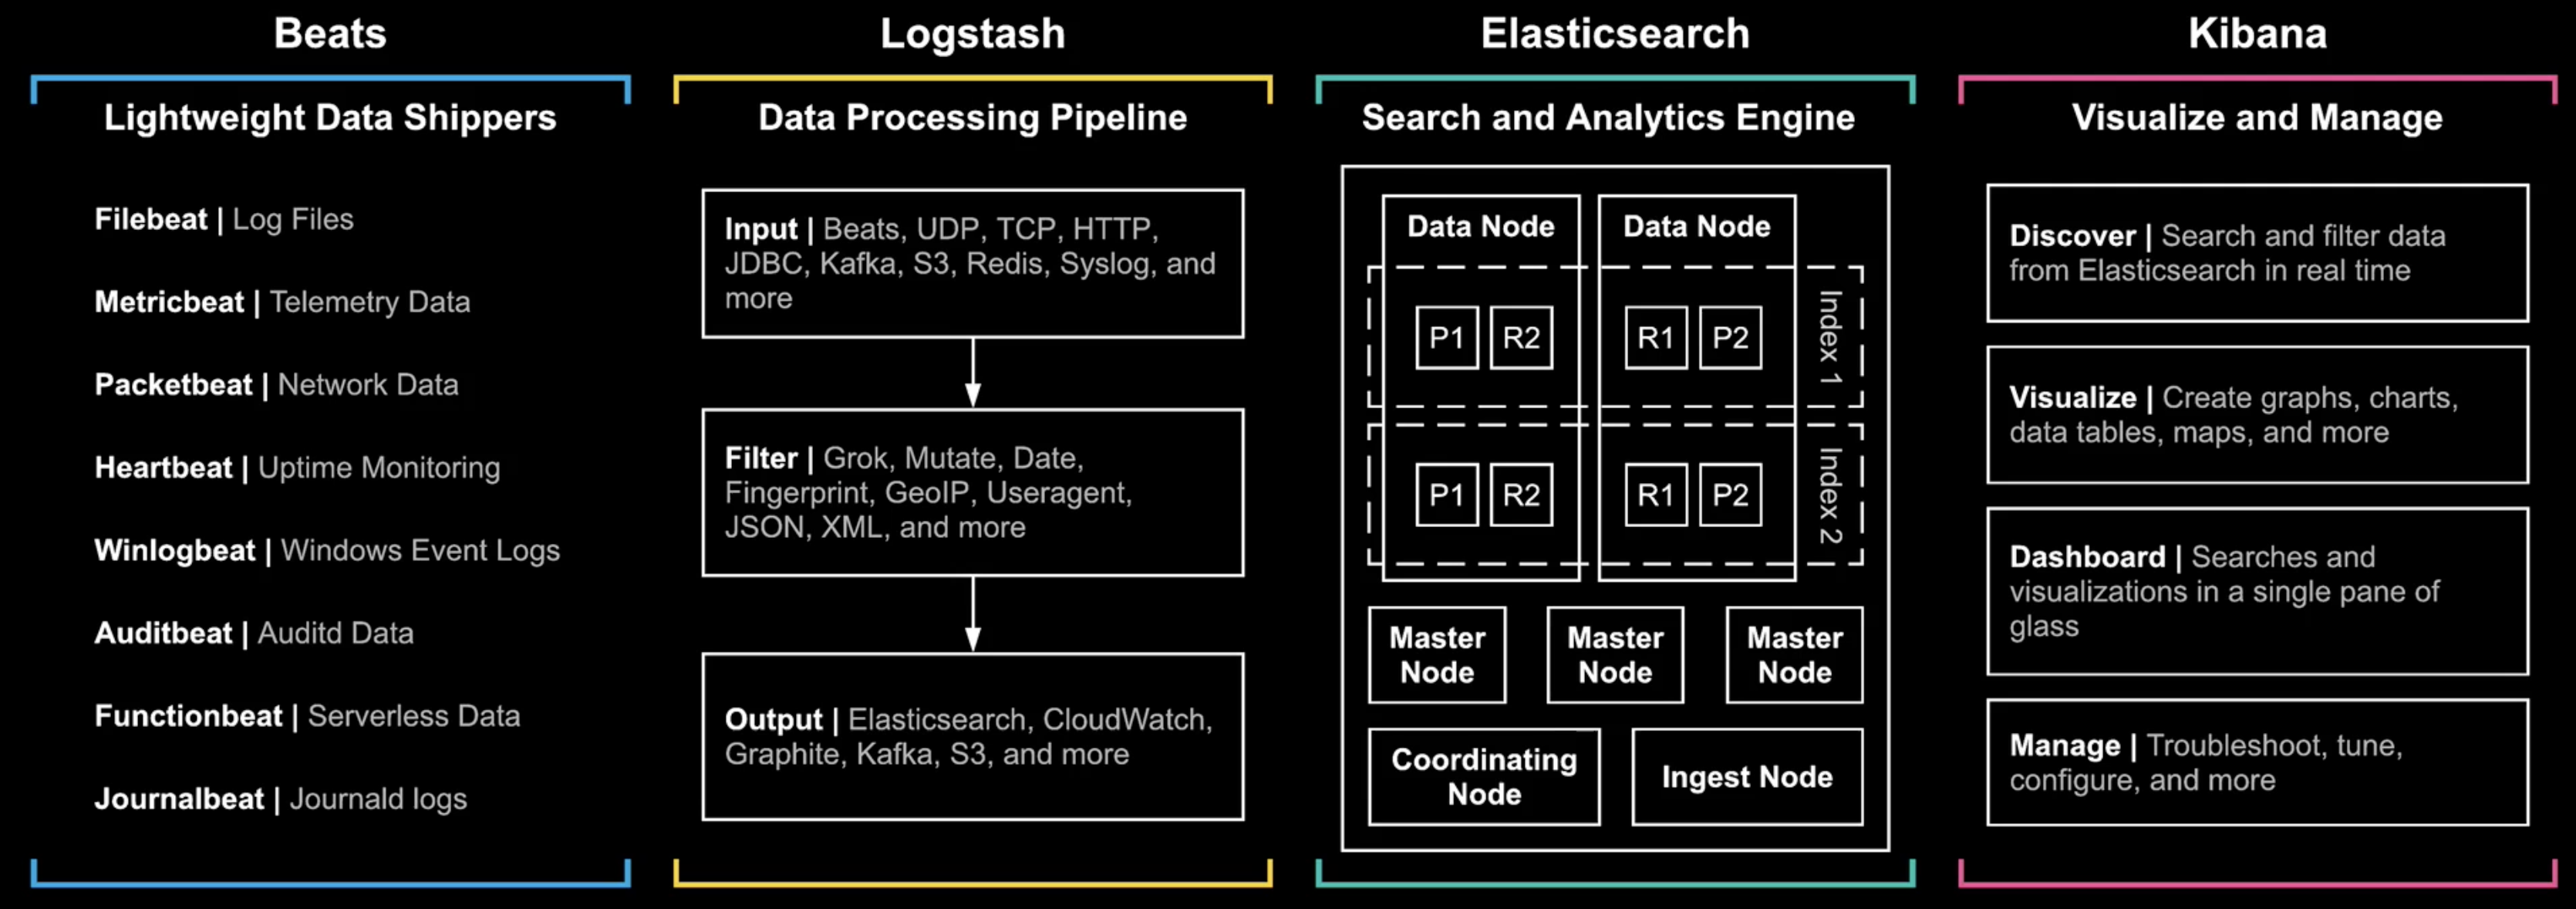 Beats
Lightweight Data Shippers
Filebeat | Log Files
Metricbeat | Telemetry Data
Packetbeat | Network Data
Heartbeat | Uptime Monitoring
Winlogbeat | Windows Event Logs
Auditbeat | Auditd Data
Functionbeat | Serverless Data
Journalbeat | Journald logs
Logstash
Data Processing Pipeline
Input | Beats, UDP, TCP, HTTP,
JDBC, Kafka, S3, Redis, Syslog, and
more
Filter | Grok, Mutate, Date,
Fingerprint, GeoIP, Useragent,
JSON, XML, and more
Output | Elasticsearch, CloudWatch,
Graphite, Kafka, S3, and more
Elasticsearch
Search and Analytics Engine
Data Node
Data Node
P1 R2 R1 P2
Index 1
P1 R2 R1 P2
Index 2
Master
Node
Master
Node
Master
Node
Coordinating
Node
Ingest Node
Kibana
Visualize and Manage
Discover | Search and filter data
from Elasticsearch in real time
Visualize | Create graphs, charts,
data tables, maps, and more
Dashboard | Searches and
visualizations in a single pane of
glass
Manage | Troubleshoot, tune,
configure, and more